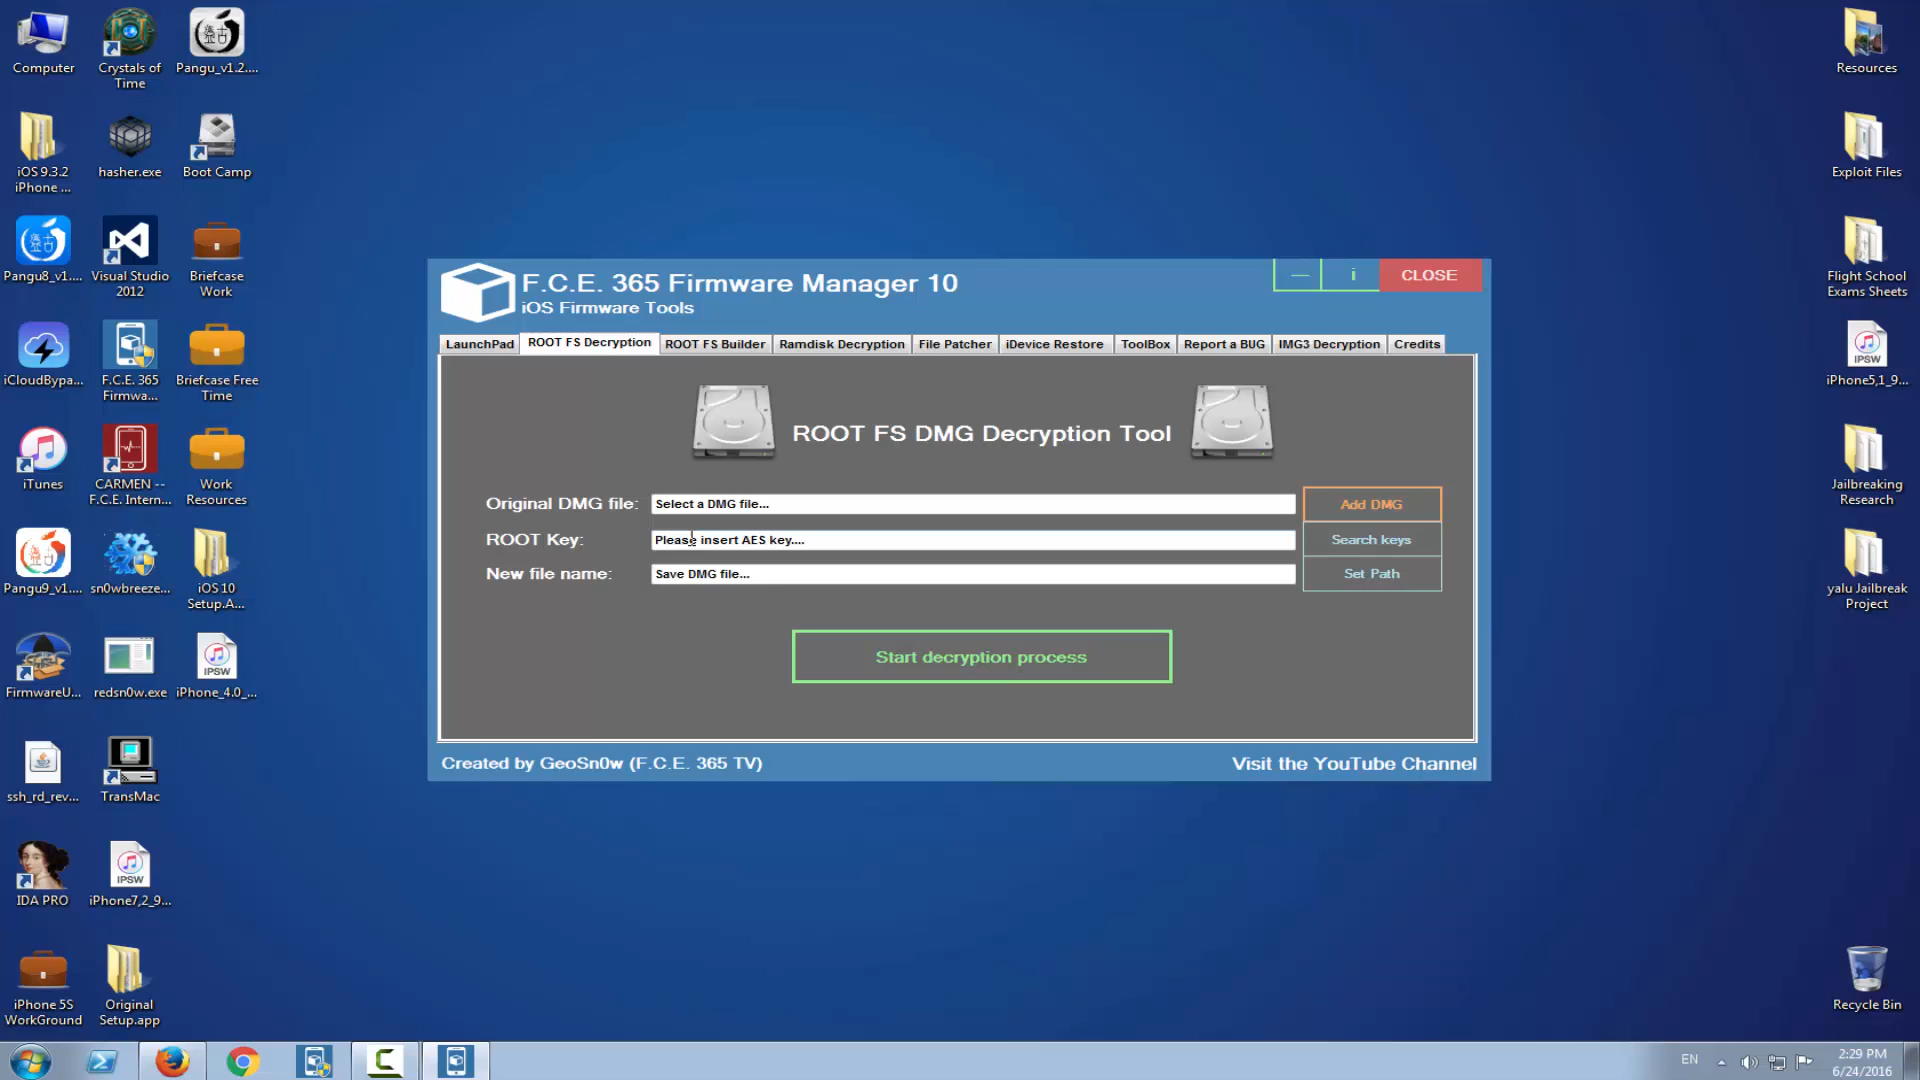 Computer
Crystals of
Time
Pangu_v1.2....
iOS 9.3.2
iPhone ...
hasher.exe
Boot Camp
Pangu8_v1....
Visual Studio
2012
Briefcase
Work
iCloudBypa...
F.C.E. 365
Firmwa...
Briefcase Free
Time
iTunes
CARMEN --
F.C.E. Intern...
Work
Resources
Pangu9_v1....
sn0wbreeze...
iOS 10
Setup.A...
FirmwareU...
redsn0w.exe
IPSW
iPhone_4.0_...
ssh_rd_rev...
TransMac
IDA PRO
IPSW
iPhone7,2_9...
iPhone 5S
WorkGround
Original
Setup.app
F.C.E. 365 Firmware Manager 10
iOS Firmware Tools
— i CLOSE
LaunchPad ROOT FS Decryption ROOT FS Builder Ramdisk Decryption File Patcher iDevice Restore ToolBox Report a BUG IMG3 Decryption Credits
ROOT FS DMG Decryption Tool
Original DMG file: Select a DMG file... Add DMG
ROOT Key: Please insert AES key.... Search keys
New file name: Save DMG file... Set Path
Start decryption process
Created by GeoSn0w (F.C.E. 365 TV) Visit the YouTube Channel
Resources
Exploit Files
Flight School
Exams Sheets
IPSW
iPhone5,1_9...
Jailbreaking
Research
yalu Jailbreak
Project
Recycle Bin
EN
2:29 PM
6/24/2016